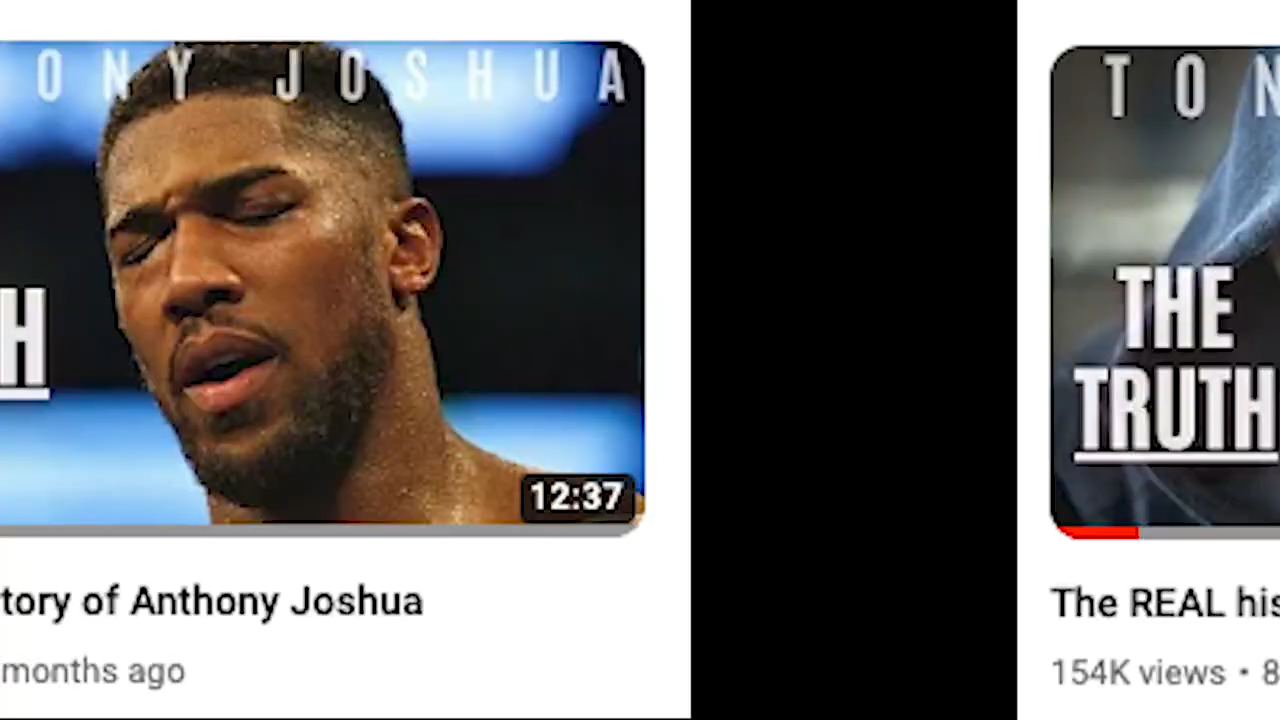 ONY JOSHUA
H
12:37
tory of Anthony Joshua
months ago
TON
THE
TRUTH
The REAL his
154K views • 8